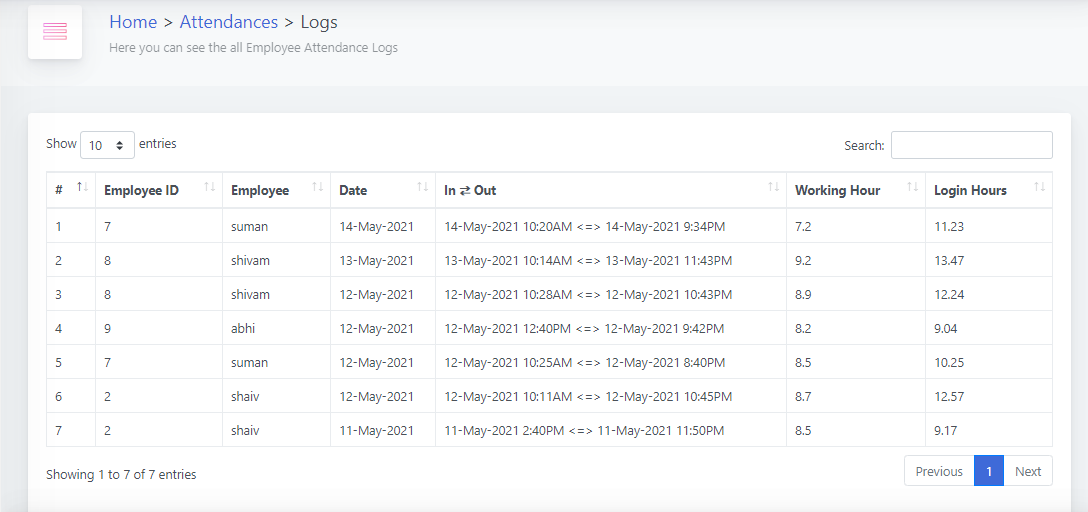 Home > Attendances > Logs
Here you can see the all Employee Attendance Logs
Show 10 entries Search:
# Employee ID Employee Date In ⇄ Out Working Hour Login Hours
1 7 suman 14-May-2021 14-May-2021 10:20AM <=> 14-May-2021 9:34PM 7.2 11.23
2 8 shivam 13-May-2021 13-May-2021 10:14AM <=> 13-May-2021 11:43PM 9.2 13.47
3 8 shivam 12-May-2021 12-May-2021 10:28AM <=> 12-May-2021 10:43PM 8.9 12.24
4 9 abhi 12-May-2021 12-May-2021 12:40PM <=> 12-May-2021 9:42PM 8.2 9.04
5 7 suman 12-May-2021 12-May-2021 10:25AM <=> 12-May-2021 8:40PM 8.5 10.25
6 2 shaiv 12-May-2021 12-May-2021 10:11AM <=> 12-May-2021 10:45PM 8.7 12.57
7 2 shaiv 11-May-2021 11-May-2021 2:40PM <=> 11-May-2021 11:50PM 8.5 9.17
Showing 1 to 7 of 7 entries Previous 1 Next